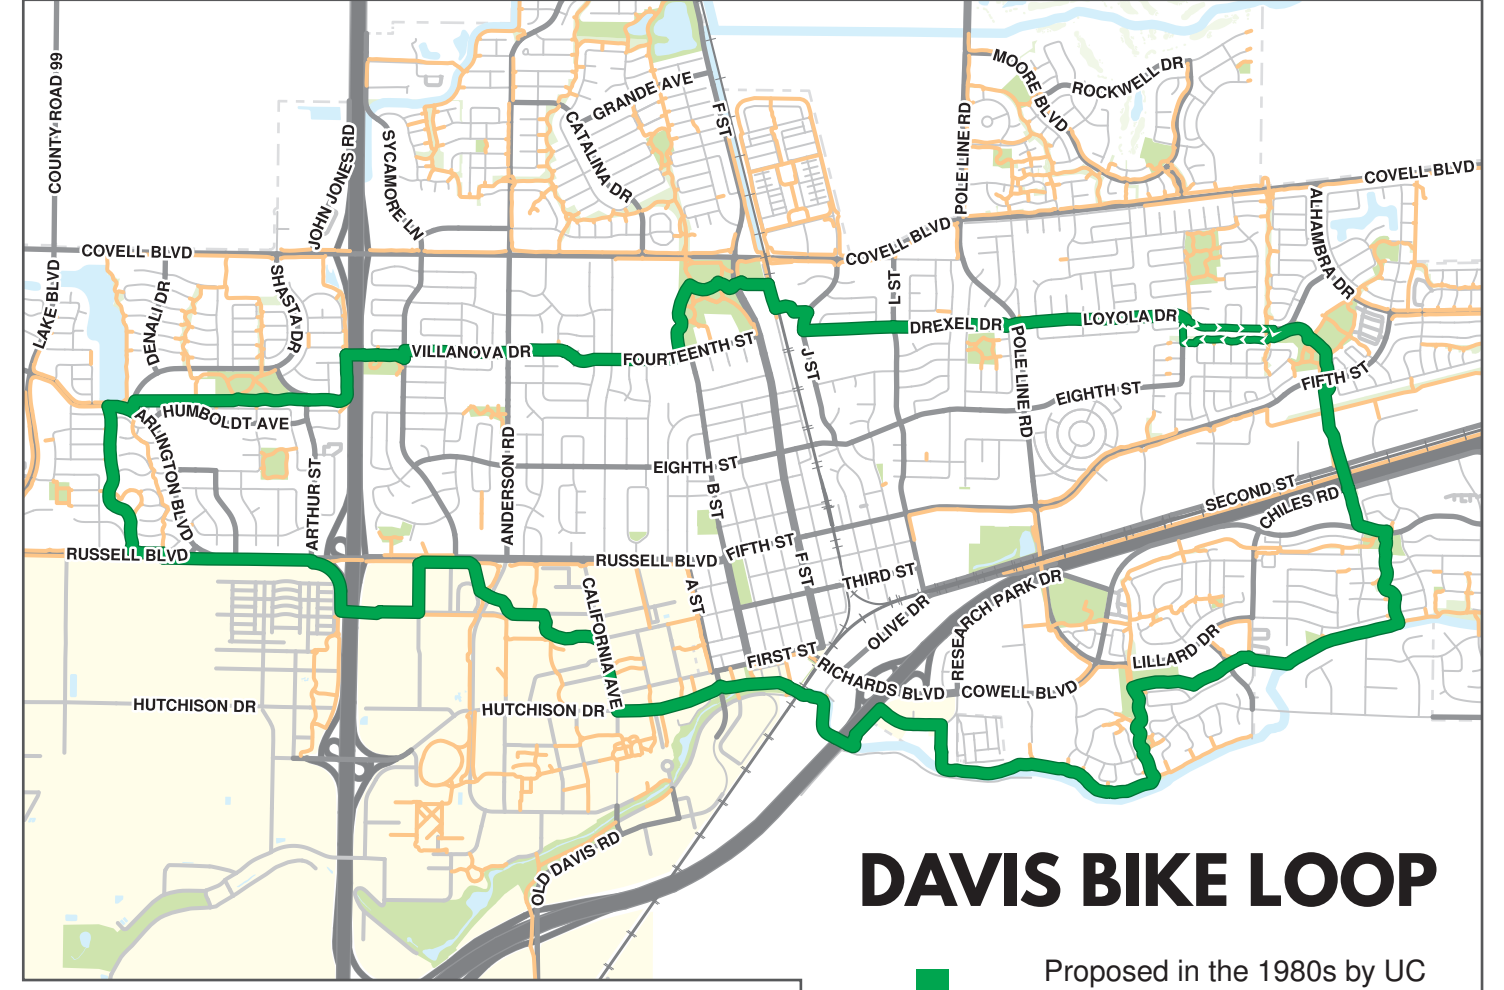 COUNTY ROAD 99
JOHN JONES RD
SYCAMORE LN
GRANDE AVE
CATALINA DR
F ST
POLE LINE RD
MOORE BLVD
ROCKWELL DR
COVELL BLVD
COVELL BLVD
COVELL BLVD
ALHAMBRA DR
LAKE BLVD
DENALI DR
SHASTA DR
L ST
VILLANOVA DR
FOURTEENTH ST
J ST
DREXEL DR
LOYOLA DR
POLE LINE RD
FIFTH ST
EIGHTH ST
HUMBOLDT AVE
ARLINGTON BLVD
ARTHUR ST
ANDERSON RD
EIGHTH ST
B ST
SECOND ST
CHILES RD
RUSSELL BLVD
RUSSELL BLVD
FIFTH ST
F ST
THIRD ST
A ST
CALIFORNIA AVE
OLIVE DR
RESEARCH PARK DR
FIRST ST
LILLARD DR
RICHARDS BLVD
COWELL BLVD
HUTCHISON DR
HUTCHISON DR
OLD DAVIS RD
DAVIS BIKE LOOP
Proposed in the 1980s by UC